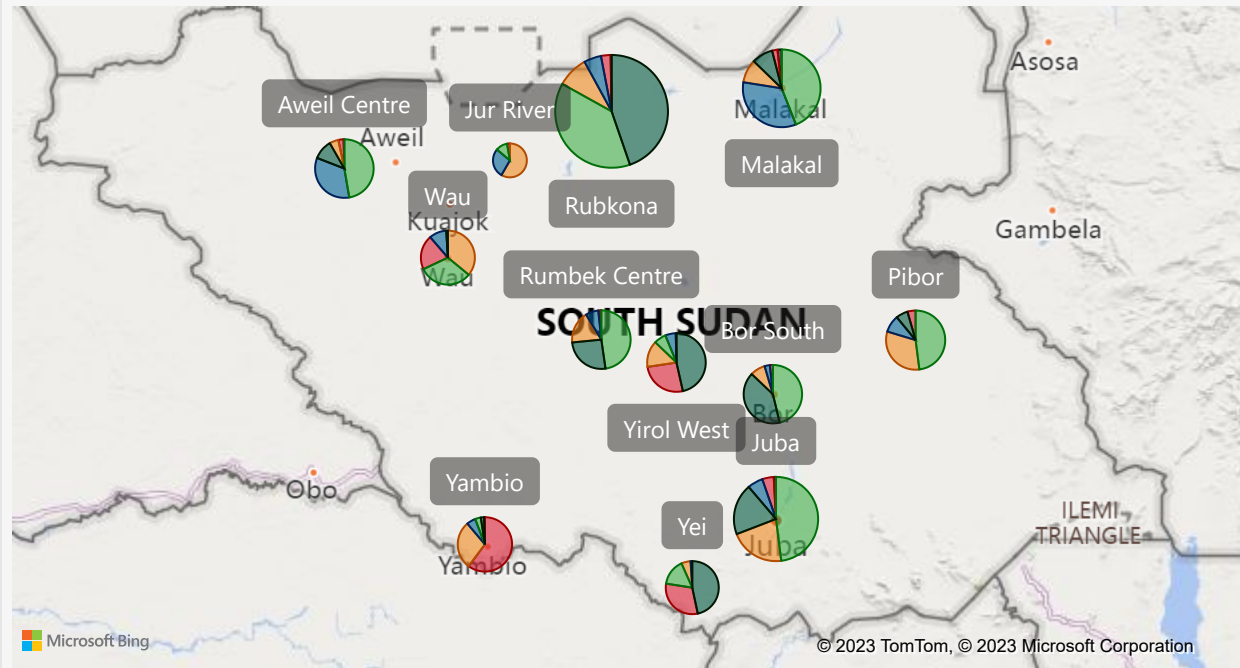 Asosa
Aweil Centre
Jur River
Malakal
Aweil
Malakal
Wau
Rubkona
Kuajok
Gambela
Wau
Rumbek Centre
Pibor
SOUTH SUDAN
Bor South
Bor
Yirol West
Juba
Yambio
Obo
Yei
ILEMI
TRIANGLE
Juba
Yambio
Microsoft Bing
© 2023 TomTom, © 2023 Microsoft Corporation